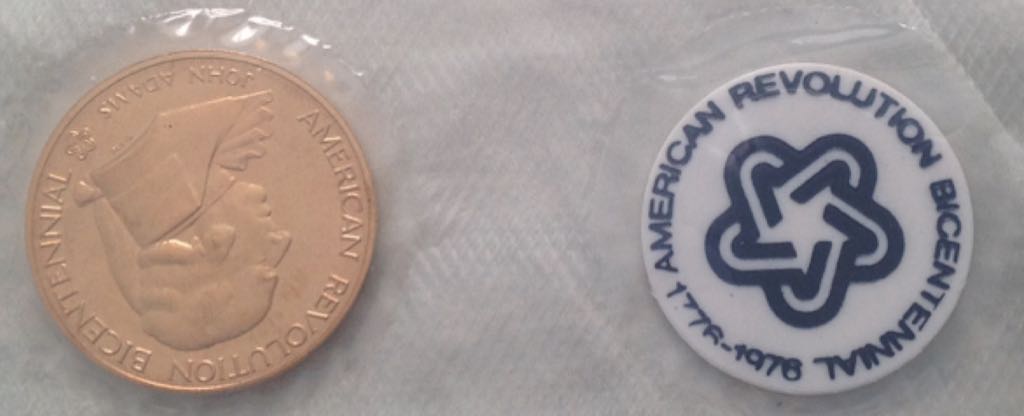 AMERICAN REVOLUTION BICENTENNIAL
JOHN ADAMS
AMERICAN REVOLUTION BICENTENNIAL
1776-1976